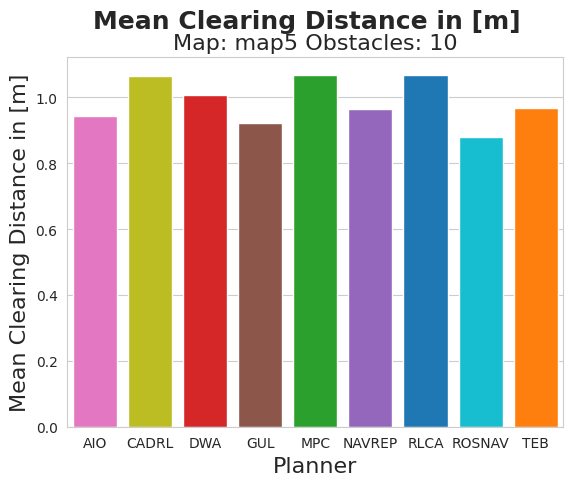 Mean Clearing Distance in [m]
Map: map5 Obstacles: 10
Mean Clearing Distance in [m]
1.0
0.8
0.6
0.4
0.2
0.0
AIO CADRL DWA GUL MPC NAVREP RLCA ROSNAV TEB
Planner